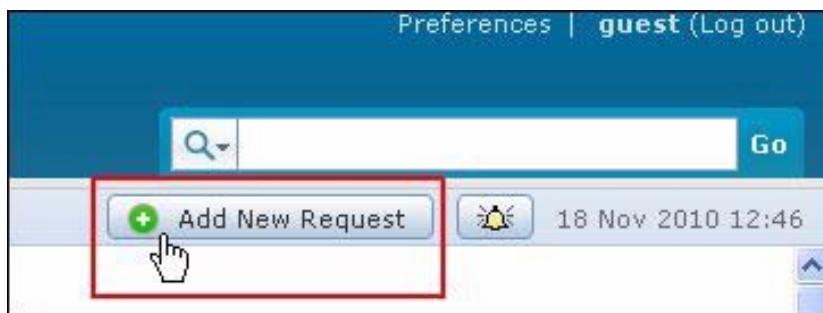 Preferences | guest (Log out)
Go
Add New Request
18 Nov 2010 12:46